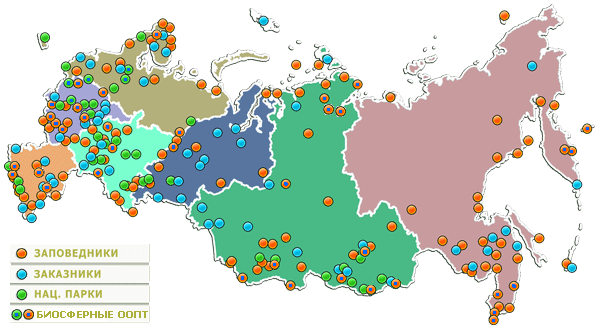 ЗАПОВЕДНИКИ
ЗАКАЗНИКИ
НАЦ. ПАРКИ
БИОСФЕРНЫЕ ООПТ